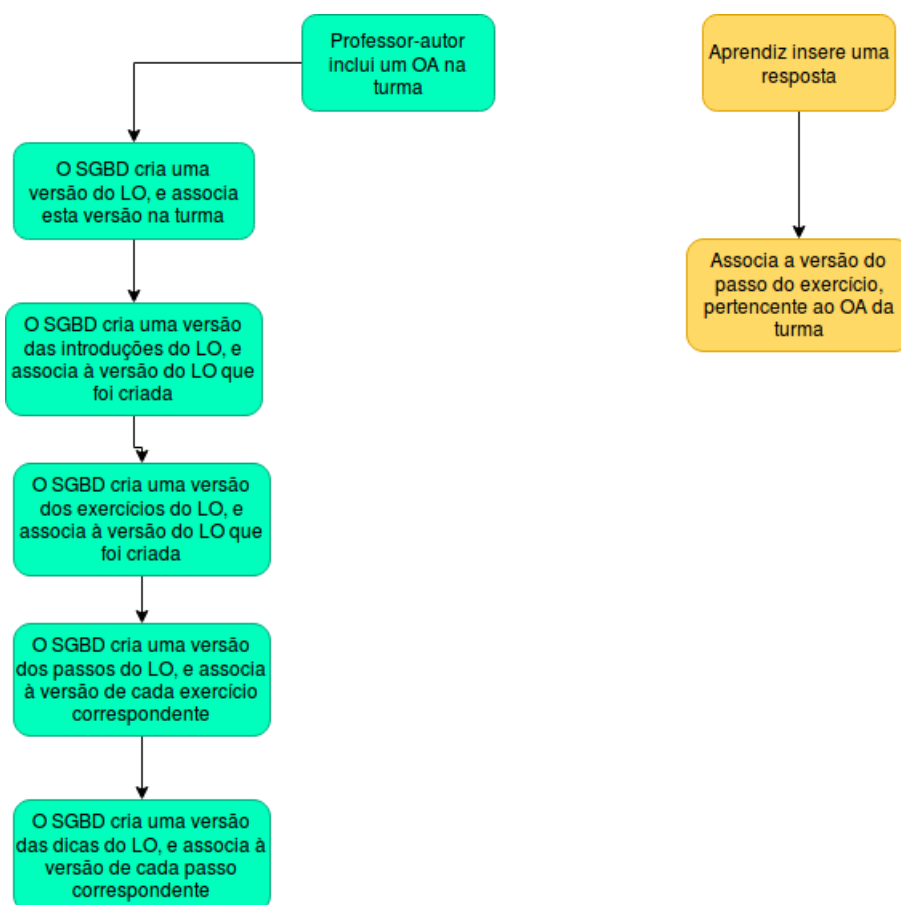 Professor-autor
inclui um OA na
turma
O SGBD cria uma
versão do LO, e associa
esta versão na turma
O SGBD cria uma versão
das introduções do LO, e
associa à versão do LO que
foi criada
O SGBD cria uma versão
dos exercícios do LO, e
associa à versão do LO que
foi criada
O SGBD cria uma versão
dos passos do LO, e associa
à versão de cada exercício
correspondente
O SGBD cria uma versão
das dicas do LO, e associa à
versão de cada passo
correspondente
Aprendiz insere uma
resposta
Associa a versão do
passo do exercício,
pertencente ao OA da
turma